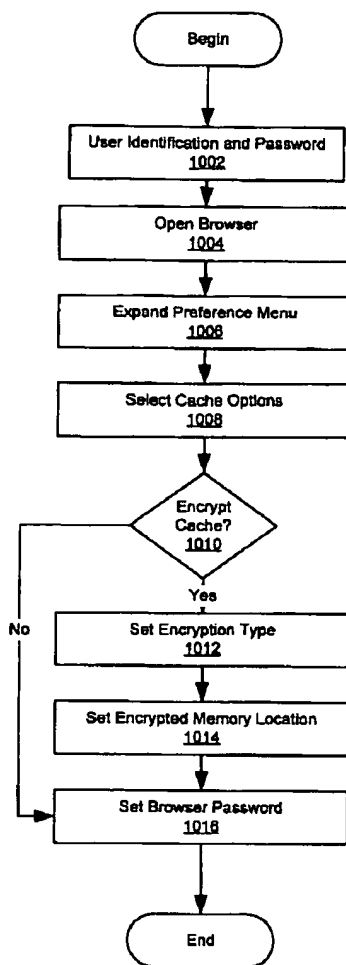 Begin
User Identification and Password
1002
Open Browser
1004
Expand Preference Menu
1006
Select Cache Options
1008
Encrypt
Cache?
1010
Yes
No
Set Encryption Type
1012
Set Encrypted Memory Location
1014
Set Browser Password
1016
End